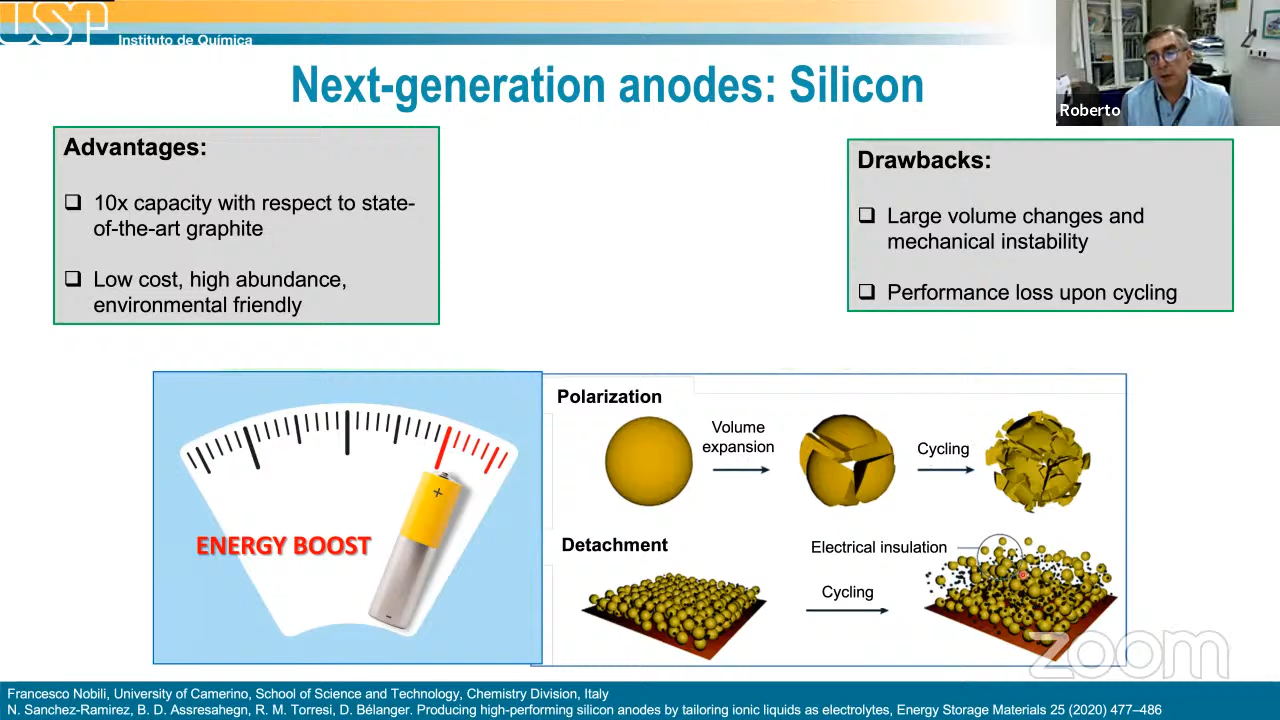 USP
Instituto de Química
Next-generation anodes: Silicon
Roberto
Advantages:
10x capacity with respect to state-
of-the-art graphite
Low cost, high abundance,
environmental friendly
Drawbacks:
Large volume changes and
mechanical instability
Performance loss upon cycling
ENERGY BOOST
+
Polarization
Volume
expansion
Cycling
Detachment
Electrical insulation
Cycling
zoom
Francesco Nobili, University of Camerino, School of Science and Technology, Chemistry Division, Italy
N. Sanchez-Ramirez, B. D. Assresahegn, R. M. Torresi, D. Bélanger. Producing high-performing silicon anodes by tailoring ionic liquids as electrolytes, Energy Storage Materials 25 (2020) 477–486